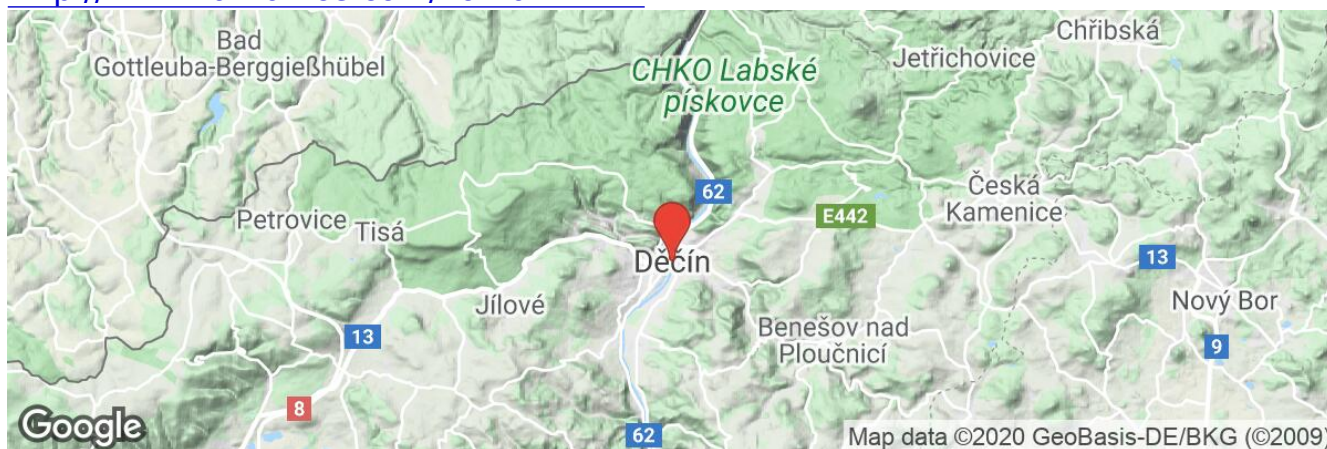 Bad
Gottleuba-Berggießhübel
CHKO Labské
pískovce
Chřibská
Jetřichovice
62
Petrovice
Tisá
E442
Česká
Kamenice
Děčín
13
Jílové
Nový Bor
13
Benešov nad
Ploučnicí
9
8
62
Google
Map data ©2020 GeoBasis-DE/BKG (©2009)